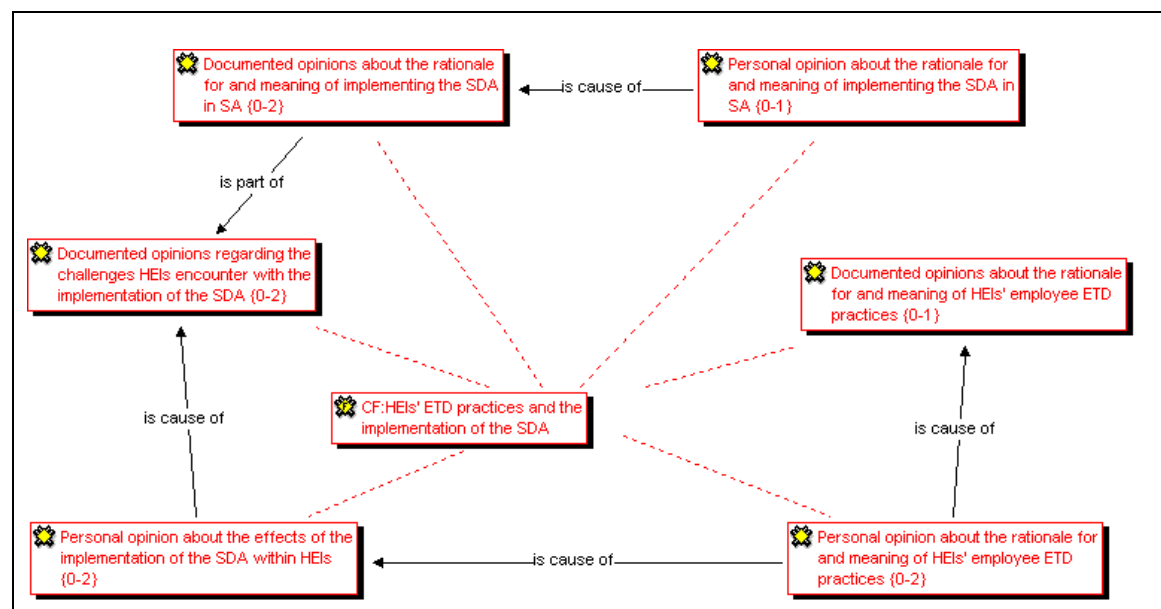 Documented opinions about the rationale
for and meaning of implementing the SDA
in SA {0-2}
is cause of
Personal opinion about the rationale for
and meaning of implementing the SDA in
SA {0-1}
is part of
Documented opinions regarding the
challenges HEIs encounter with the
implementation of the SDA {0-2}
Documented opinions about the rationale
for and meaning of HEIs' employee ETD
practices {0-1}
CF:HEIs' ETD practices and the
implementation of the SDA
is cause of
is cause of
Personal opinion about the effects of the
implementation of the SDA within HEIs
{0-2}
is cause of
Personal opinion about the rationale for
and meaning of HEIs' employee ETD
practices {0-2}